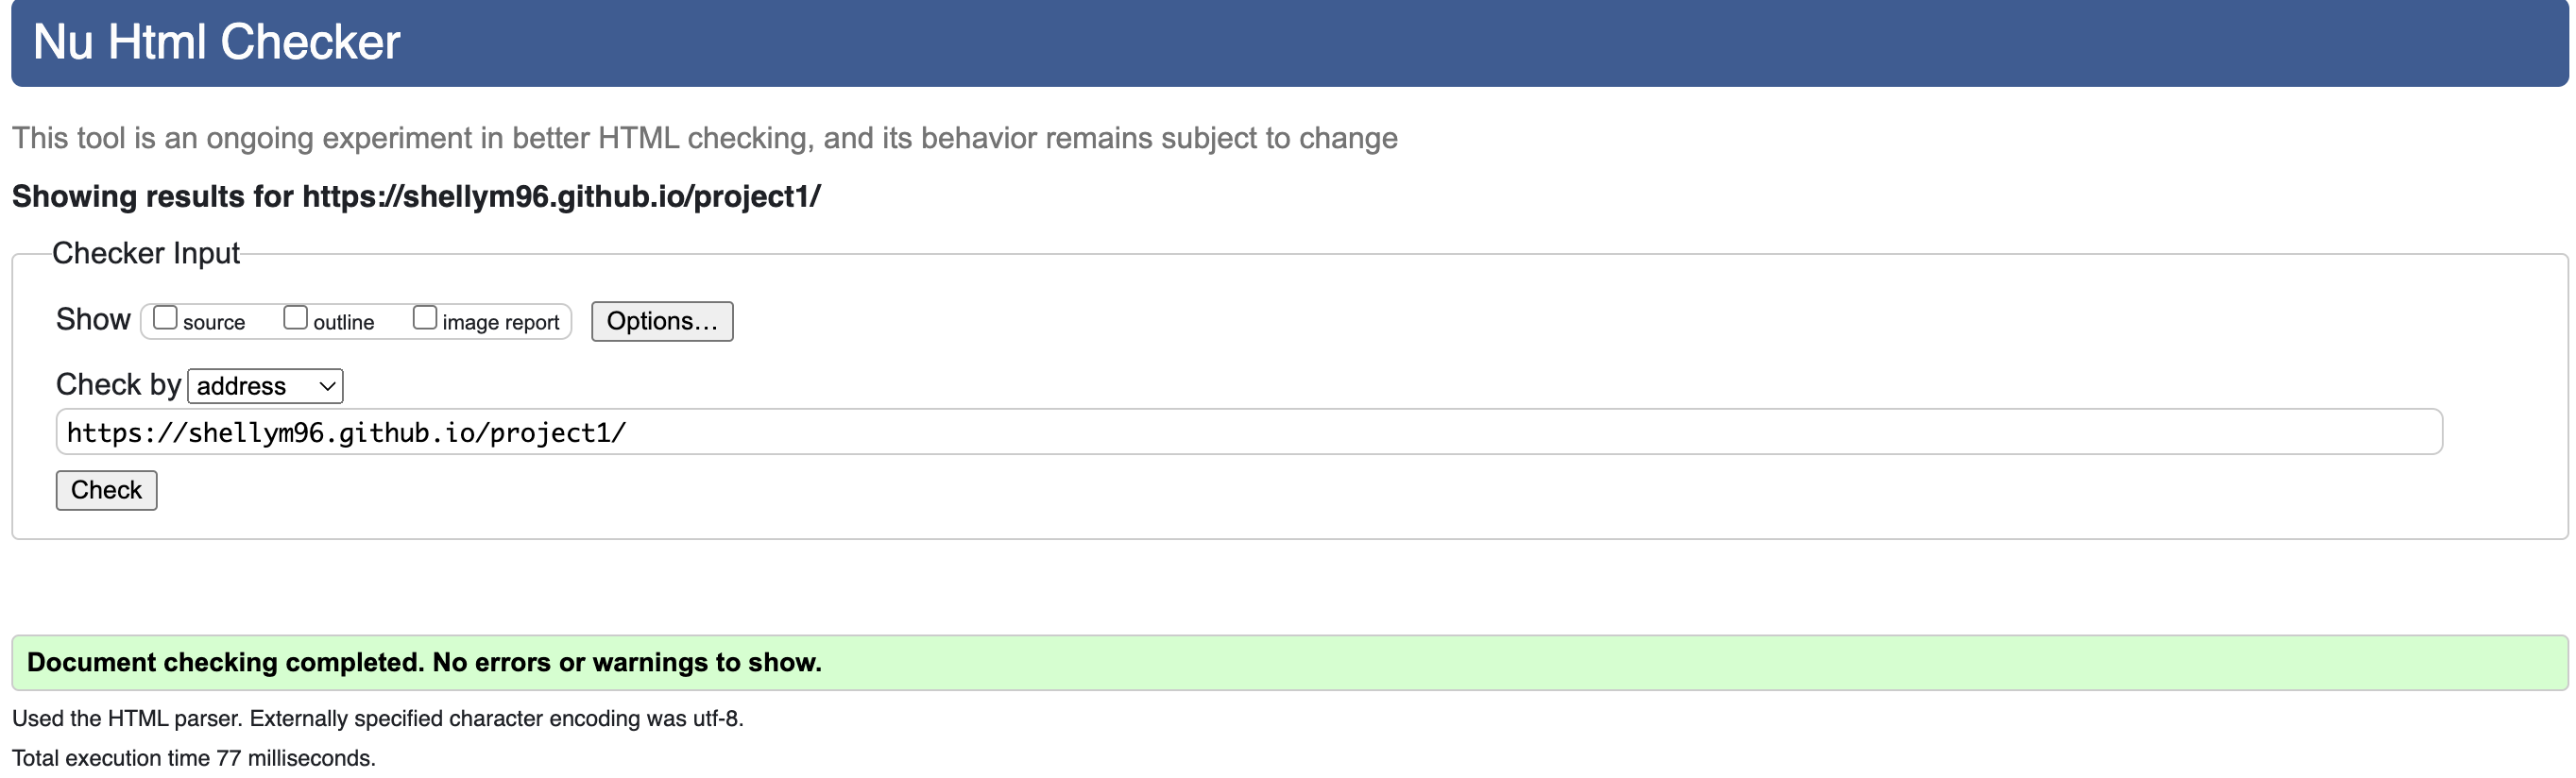 Nu Html Checker
This tool is an ongoing experiment in better HTML checking, and its behavior remains subject to change
Showing results for https://shellym96.github.io/project1/
Checker Input
Show source outline image report Options...
Check by address
https://shellym96.github.io/project1/
Check
Document checking completed. No errors or warnings to show.
Used the HTML parser. Externally specified character encoding was utf-8.
Total execution time 77 milliseconds.